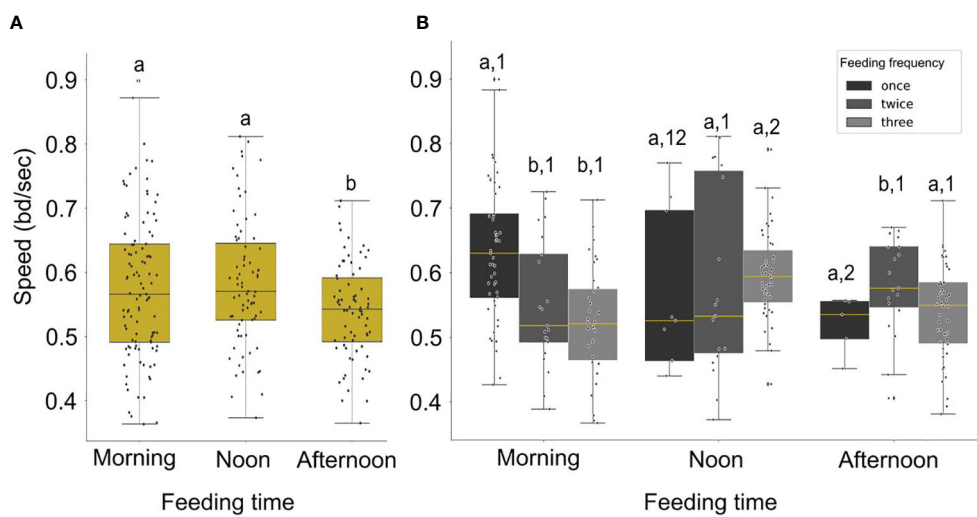 A
Speed (bd/sec)
0.9
0.8
0.7
0.6
0.5
0.4
a
a
b
Morning
Noon
Afternoon
Feeding time
B
0.9
0.8
0.7
0.6
0.5
0.4
a,1
b,1
b,1
a,12
a,1
a,2
a,2
b,1
a,1
Feeding frequency
once
twice
three
Morning
Noon
Afternoon
Feeding time